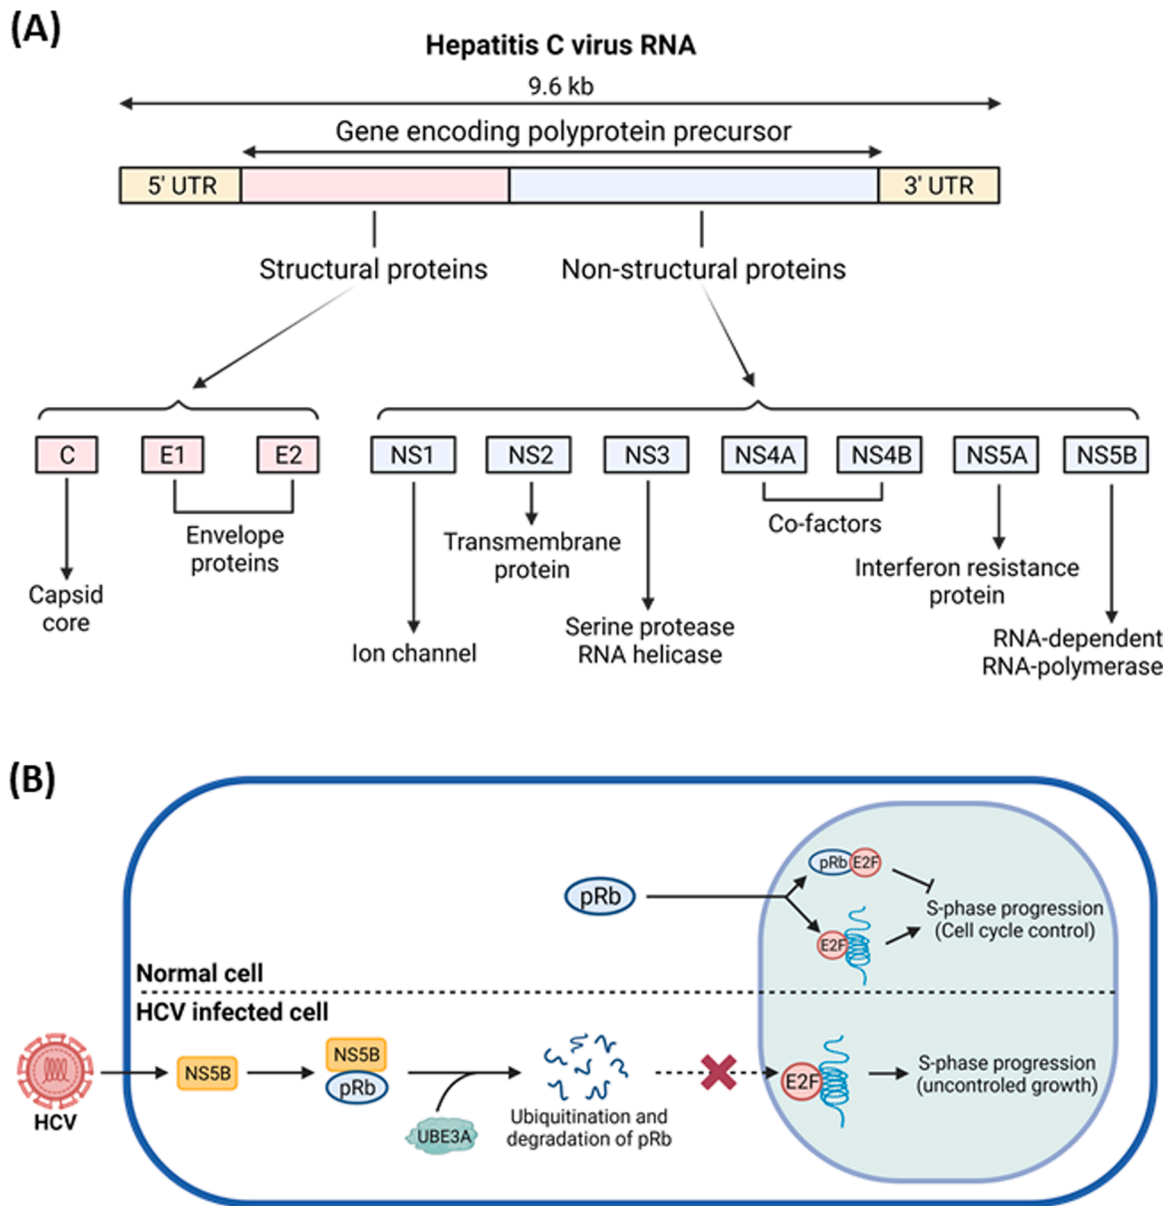 (A)
Hepatitis C virus RNA
9.6 kb
Gene encoding polyprotein precursor
5' UTR
3' UTR
Structural proteins
Non-structural proteins
C
E1
E2
NS1
NS2
NS3
NS4A
NS4B
NS5A
NS5B
Envelope
proteins
Capsid
core
Ion channel
Transmembrane
protein
Serine protease
RNA helicase
Co-factors
Interferon resistance
protein
RNA-dependent
RNA-polymerase
(B)
pRb
pRb
E2F
E2F
S-phase progression
(Cell cycle control)
Normal cell
HCV infected cell
HCV
NS5B
NS5B
pRb
UBE3A
Ubiquitination and
degradation of pRb
E2F
S-phase progression
(uncontroled growth)